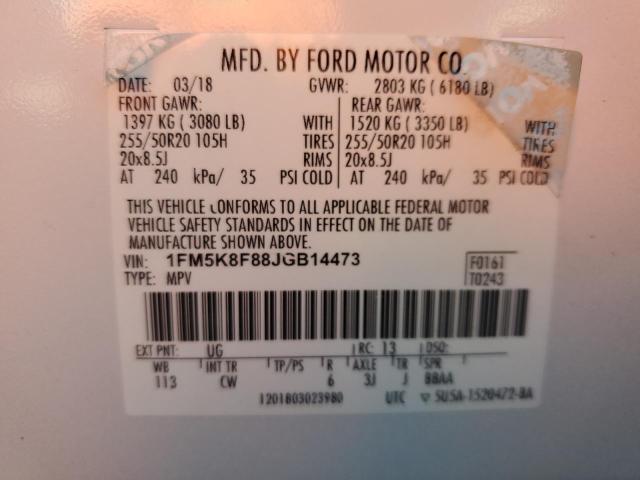 MFD. BY FORD MOTOR CO.
DATE: 03/18 GVWR: 2803 KG ( 6180 LB)
FRONT GAWR: REAR GAWR:
1397 KG ( 3080 LB) WITH 1520 KG ( 3350 LB) WITH
255/50R20 105H TIRES 255/50R20 105H TIRES
20x8.5J RIMS 20x8.5J RIMS
AT 240 kPa/ 35 PSI COLD AT 240 kPa/ 35 PSI COLD
THIS VEHICLE CONFORMS TO ALL APPLICABLE FEDERAL MOTOR
VEHICLE SAFETY STANDARDS IN EFFECT ON THE DATE OF
MANUFACTURE SHOWN ABOVE.
VIN: 1FM5K8F88JGB14473 F0161
TYPE: MPV T0243
EXT PNT: UG RC: 13 DSO:
WB INT TR TP/PS R AXLE TR SPR
113 CW 6 3J J BBAA
1201803023980 UTC ▽ 5USA-1520472-BA